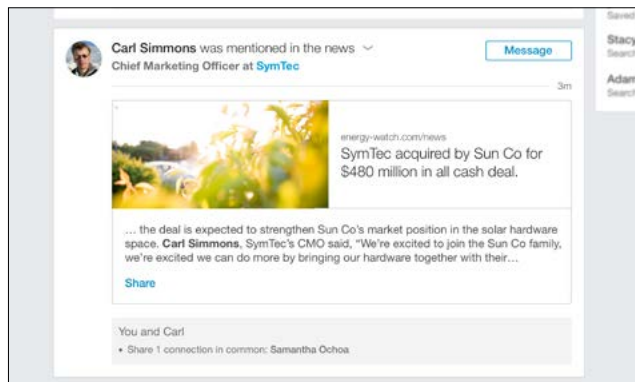 Carl Simmons was mentioned in the news
Message
Chief Marketing Officer at SymTec
3m
energy-watch.com/news
SymTec acquired by Sun Co for
$480 million in all cash deal.
… the deal is expected to strengthen Sun Co's market position in the solar hardware
space. Carl Simmons, SymTec's CMO said, “We're excited to join the Sun Co family,
we're excited we can do more by bringing our hardware together with their…
Share
You and Carl
• Share 1 connection in common: Samantha Ochoa
Saved
Stacy
Search
Adam
Search